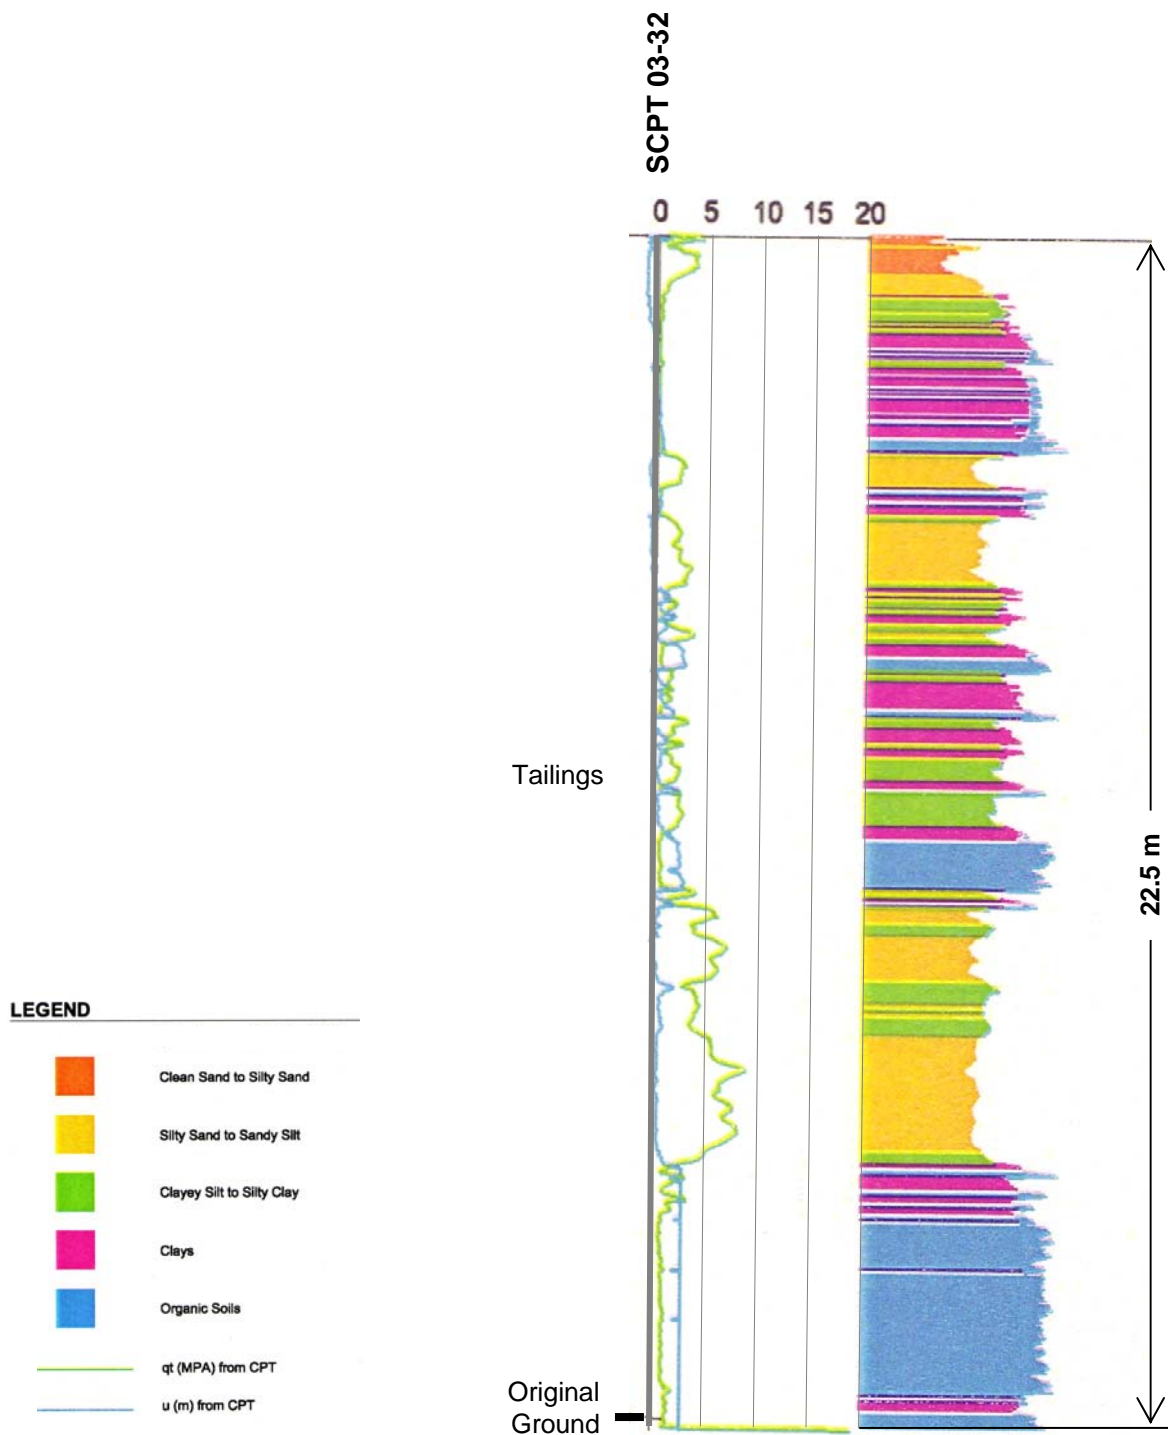 SCPT 03-32
0 5 10 15 20
Tailings
22.5 m
LEGEND
Clean Sand to Silty Sand
Silty Sand to Sandy Silt
Clayey Silt to Silty Clay
Clays
Organic Soils
qt (MPA) from CPT
u (m) from CPT
Original
Ground